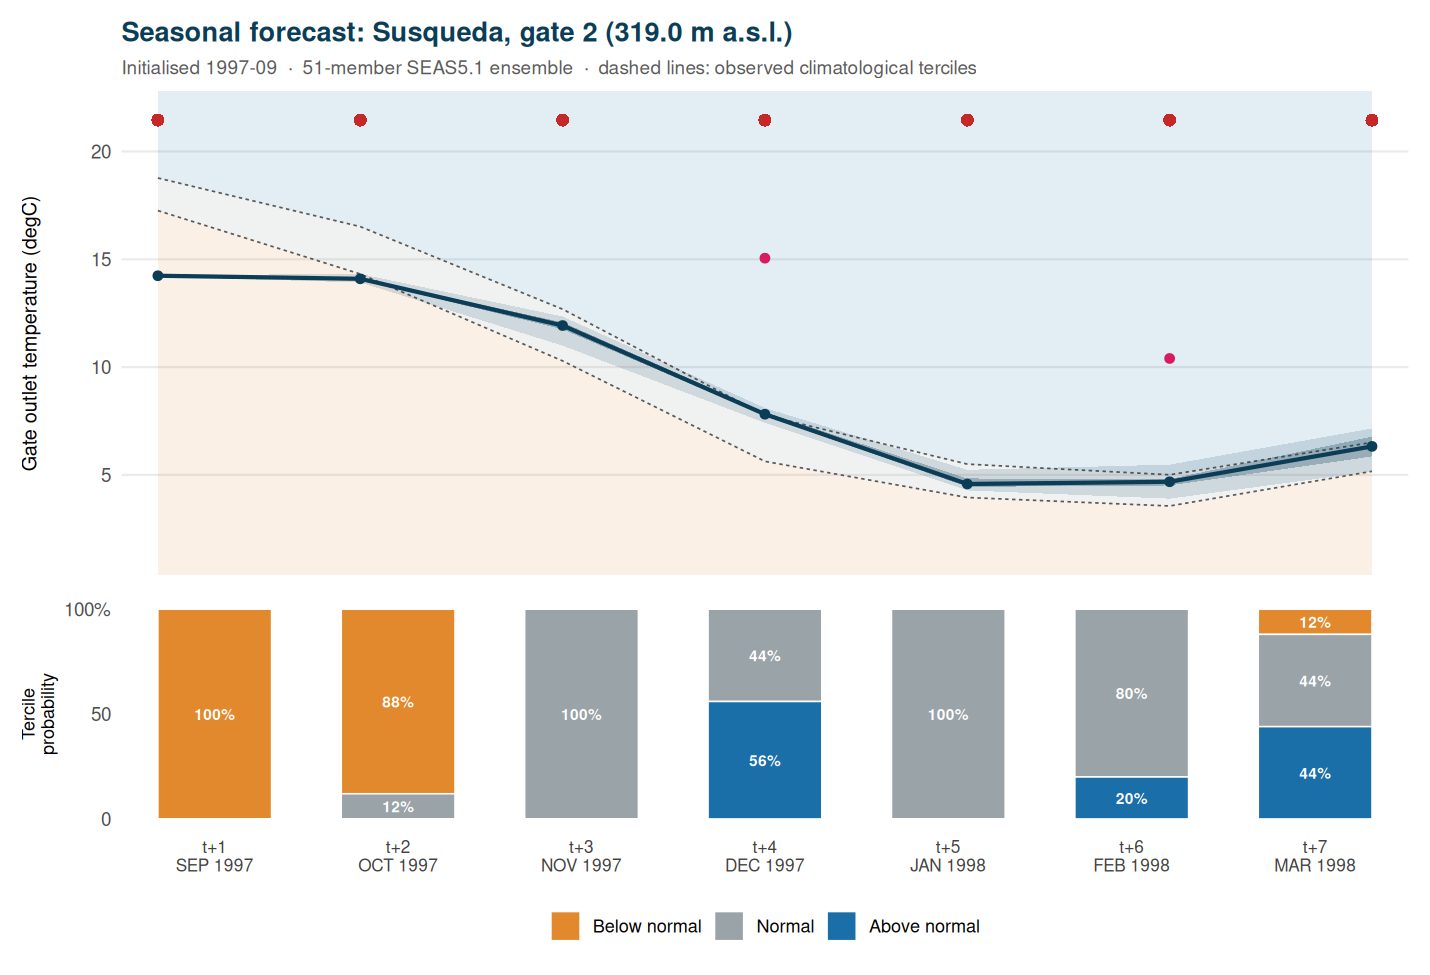 Seasonal forecast: Susqueda, gate 2 (319.0 m a.s.l.)
Initialised 1997-09 · 51-member SEAS5.1 ensemble · dashed lines: observed climatological terciles
Gate outlet temperature (degC)
20
15
10
5
Tercile
probability
100%
50
0
100%
88%
12%
100%
44%
56%
100%
80%
20%
12%
44%
44%
t+1
SEP 1997
t+2
OCT 1997
t+3
NOV 1997
t+4
DEC 1997
t+5
JAN 1998
t+6
FEB 1998
t+7
MAR 1998
Below normal
Normal
Above normal